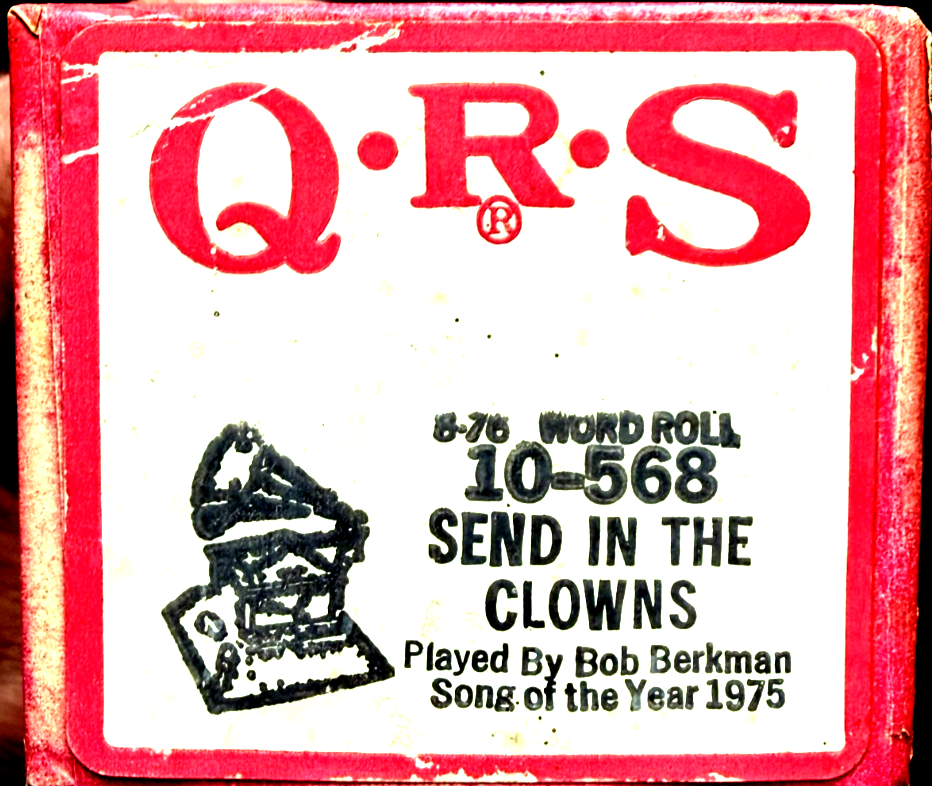 Q·R·S
®
8-76 WORD ROLL
10-568
SEND IN THE
CLOWNS
Played By Bob Berkman
Song of the Year 1975